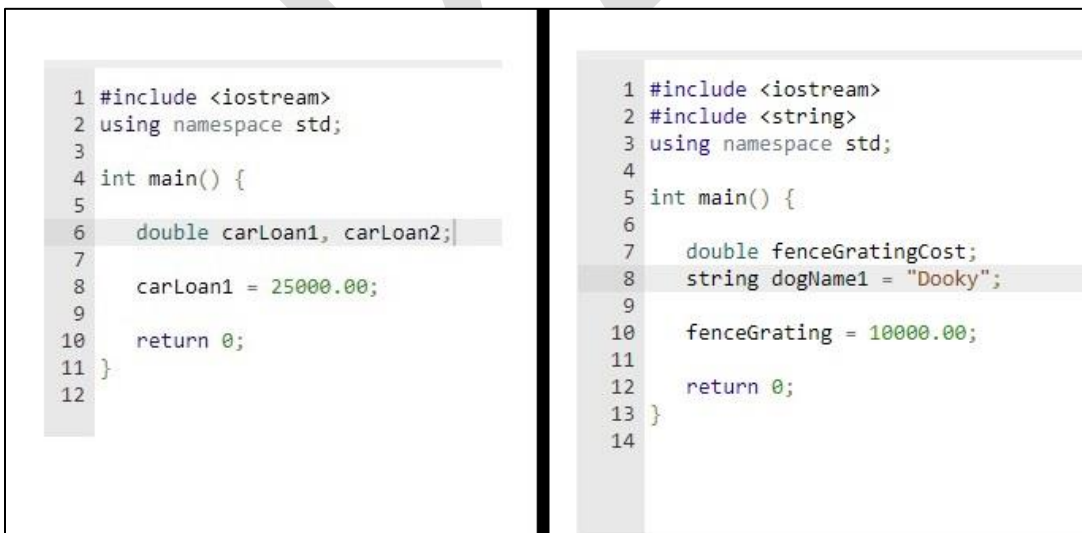 1 #include <iostream>
2 using namespace std;
3
4 int main() {
5
6 double carLoan1, carLoan2;
7
8 carLoan1 = 25000.00;
9
10 return 0;
11 }
12
1 #include <iostream>
2 #include <string>
3 using namespace std;
4
5 int main() {
6
7 double fenceGratingCost;
8 string dogName1 = "Dooky";
9
10 fenceGrating = 10000.00;
11
12 return 0;
13 }
14